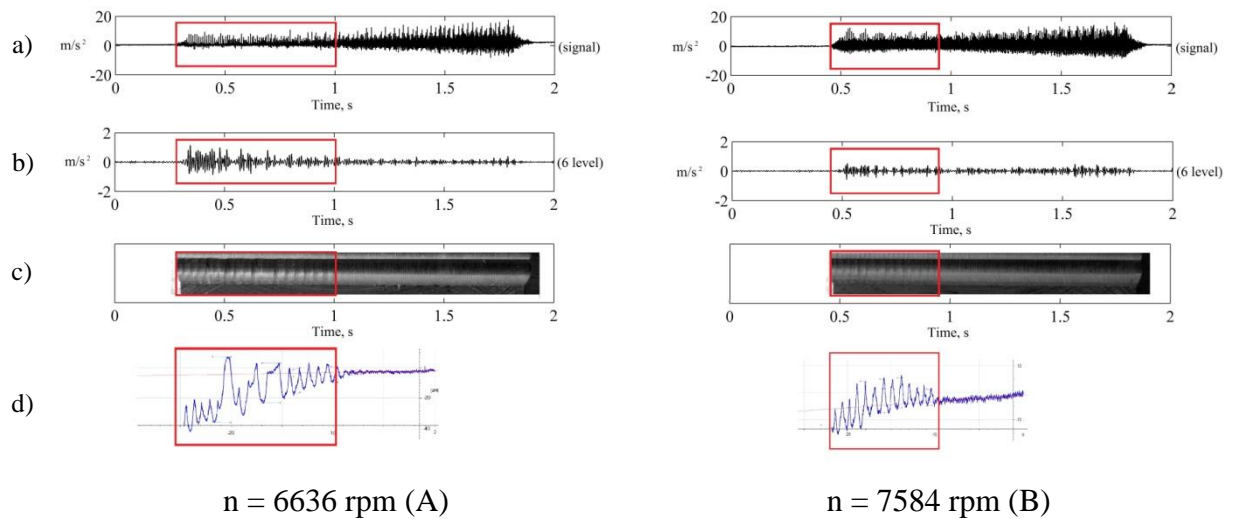 a)
m/s²
20
0
-20
0 0.5 1 1.5 2
Time, s
(signal)
m/s²
20
0
-20
0 0.5 1 1.5 2
Time, s
(signal)
b)
m/s²
2
0
-2
0 0.5 1 1.5 2
Time, s
(6 level)
m/s²
2
0
-2
0 0.5 1 1.5 2
Time, s
(6 level)
c)
0 0.5 1 1.5 2
Time, s
0 0.5 1 1.5 2
Time, s
d)
n = 6636 rpm (A)
n = 7584 rpm (B)